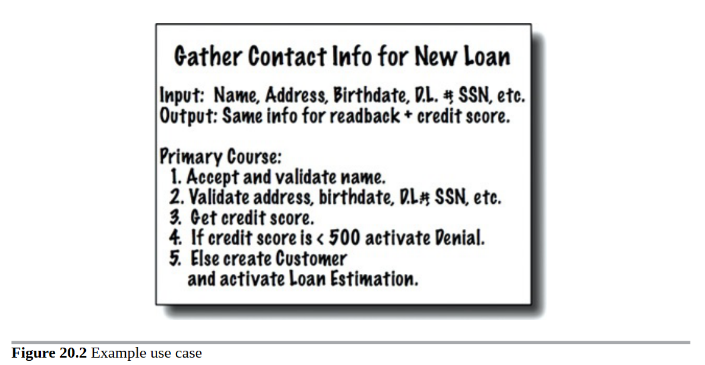 Gather Contact Info for New Loan
Input: Name, Address, Birthdate, D.L. #, SSN, etc.
Output: Same info for readback + credit score.
Primary Course:
1. Accept and validate name.
2. Validate address, birthdate, D.L.#, SSN, etc.
3. Get credit score.
4. If credit score is < 500 activate Denial.
5. Else create Customer
and activate Loan Estimation.
Figure 20.2 Example use case